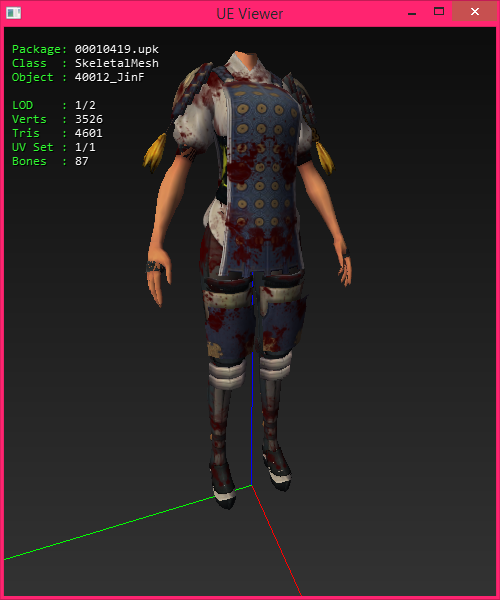 UE Viewer
Package: 00010419.upk
Class  : SkeletalMesh
Object : 40012_JinF
LOD    : 1/2
Verts  : 3526
Tris   : 4601
UV Set : 1/1
Bones  : 87